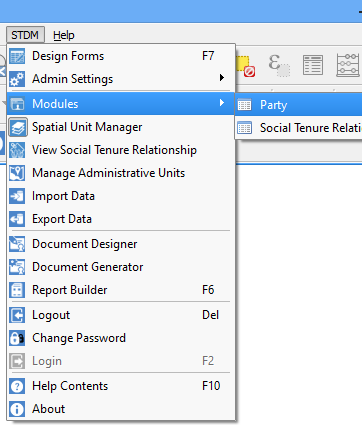 STDM Help
Design Forms F7
Admin Settings
Modules
Party
Spatial Unit Manager
Social Tenure
View Social Tenure Relationship
Manage Administrative Units
Import Data
Export Data
Document Designer
Document Generator
Report Builder F6
Logout Del
Change Password
Login F2
Help Contents F10
About